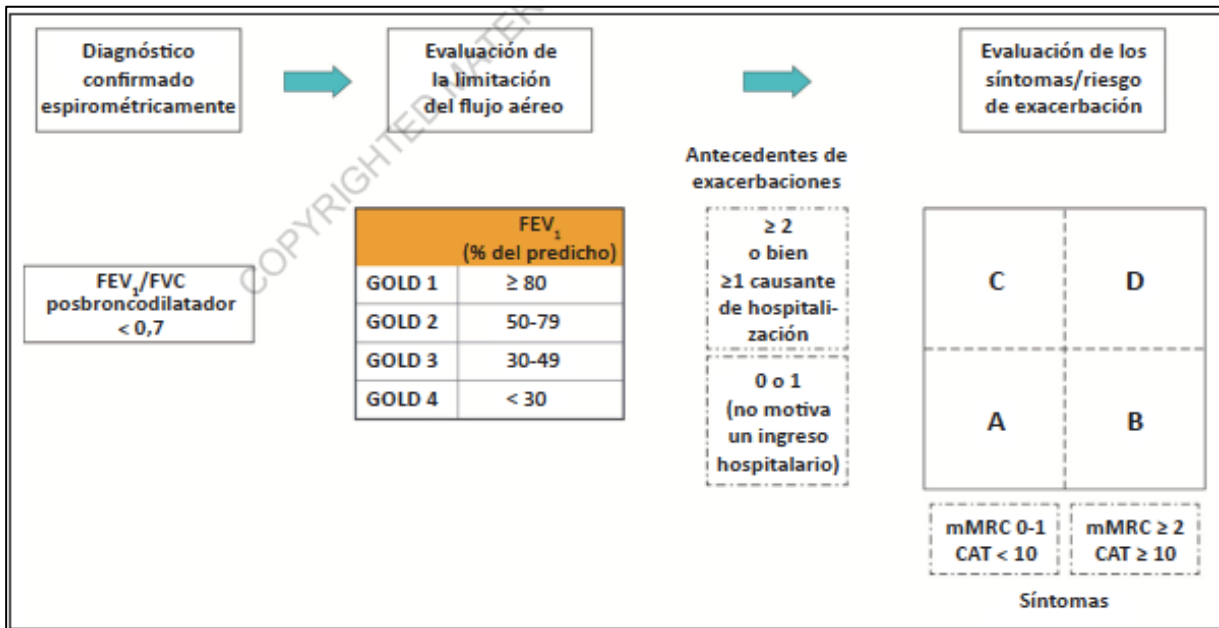 Diagnóstico
confirmado
espirométricamente
Evaluación de
la limitación
del flujo aéreo
Evaluación de los
síntomas/riesgo
de exacerbación
COPYRIGHTED MATER
FEV₁/FVC
posbroncodilatador
< 0,7
FEV₁
(% del predicho)
GOLD 1 ≥ 80
GOLD 2 50-79
GOLD 3 30-49
GOLD 4 < 30
Antecedentes de
exacerbaciones
≥ 2
o bien
≥1 causante
de hospitali-
zación
0 o 1
(no motiva
un ingreso
hospitalario)
C D
A B
mMRC 0-1
CAT < 10
mMRC ≥ 2
CAT ≥ 10
Síntomas